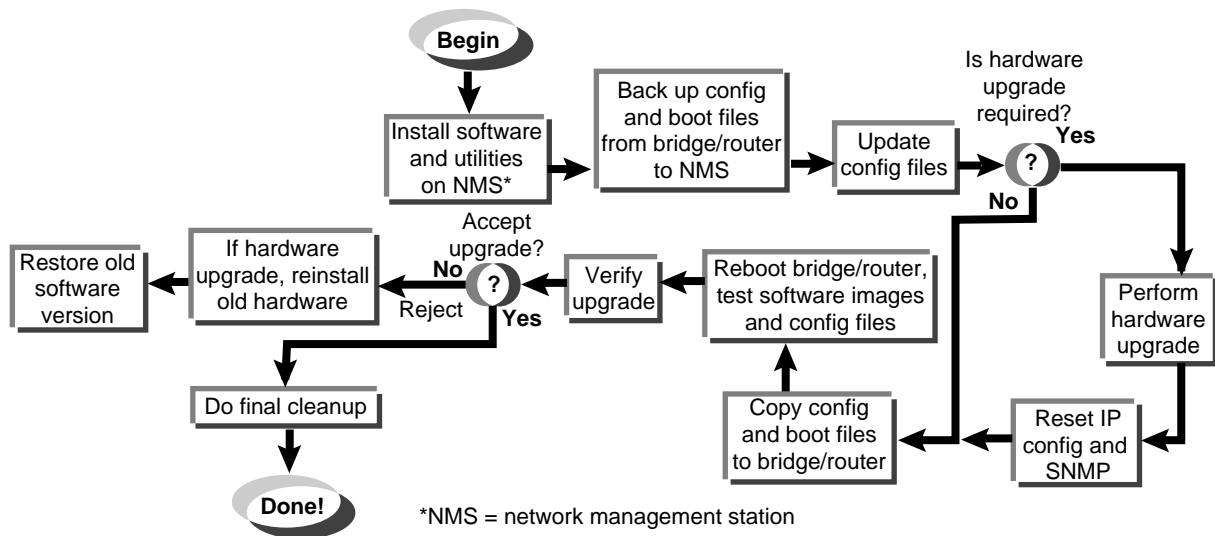 Begin
Install software
and utilities
on NMS*
Back up config
and boot files
from bridge/router
to NMS
Update
config files
Is hardware
upgrade
required?
?
Yes
No
Perform
hardware
upgrade
Reset IP
config and
SNMP
Copy config
and boot files
to bridge/router
Reboot bridge/router,
test software images
and config files
Verify
upgrade
Accept
upgrade?
?
No
Reject
Yes
If hardware
upgrade, reinstall
old hardware
Restore old
software
version
Do final cleanup
Done!
*NMS = network management station